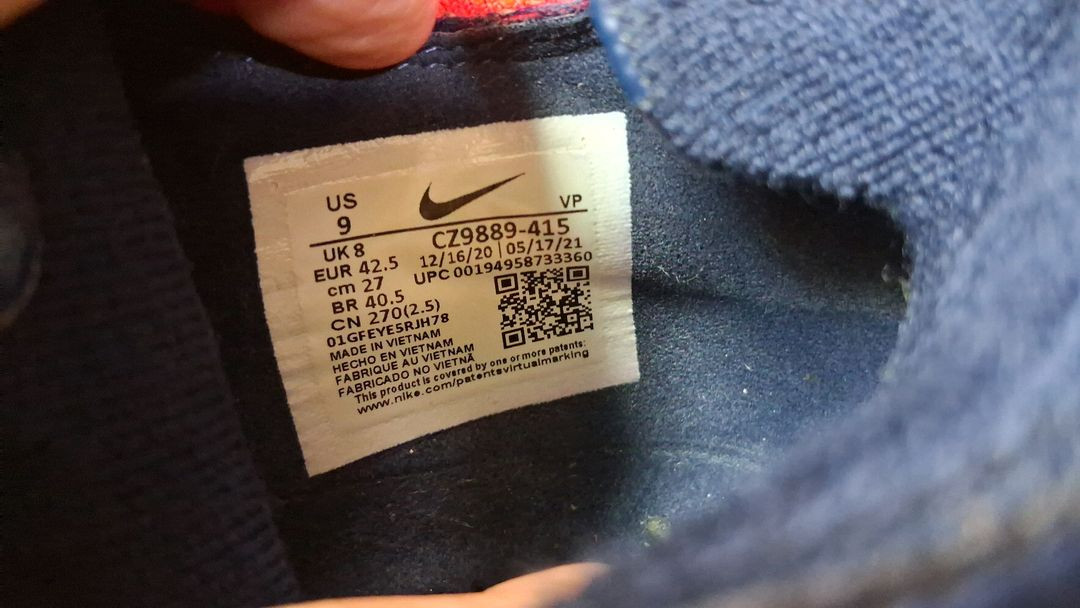 US
9
VP
UK 8
CZ9889-415
EUR 42.5
12/16/20 | 05/17/21
cm 27
UPC 00194958733360
BR 40.5
CN 270(2.5)
01GFEYE5RJH78
MADE IN VIETNAM
HECHO EN VIETNAM
FABRIQUE AU VIETNAM
FABRICADO NO VIETNÃ
This product is covered by one or more patents:
www.nike.com/patentsvirtualmarking